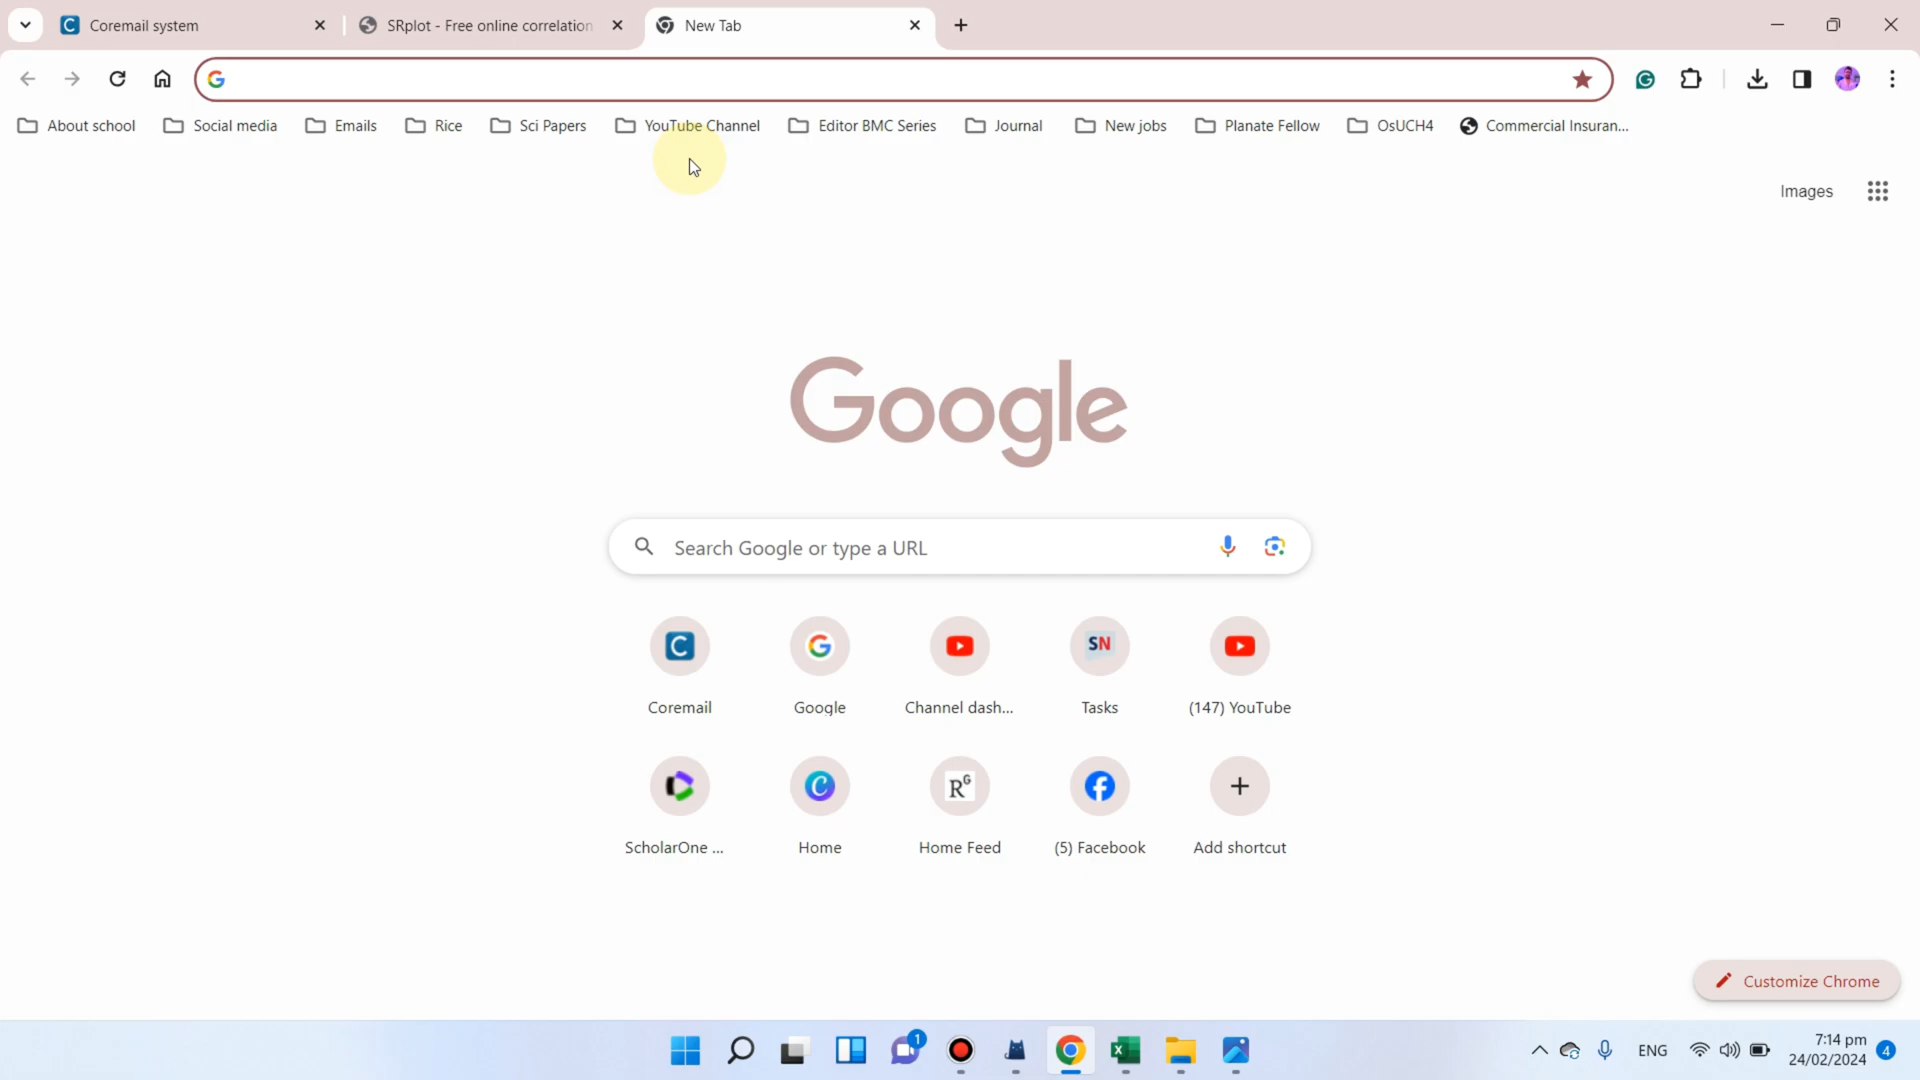 Coremail system
SRplot - Free online correlation
New Tab
About school
Social media
Emails
Rice
Sci Papers
YouTube Channel
Editor BMC Series
Journal
New jobs
Planate Fellow
OsUCH4
Commercial Insuran...
Images
Google
Search Google or type a URL
Coremail
Google
Channel dash...
Tasks
(147) YouTube
ScholarOne ...
Home
Home Feed
(5) Facebook
Add shortcut
Customize Chrome
ENG
7:14 pm
24/02/2024
4
1